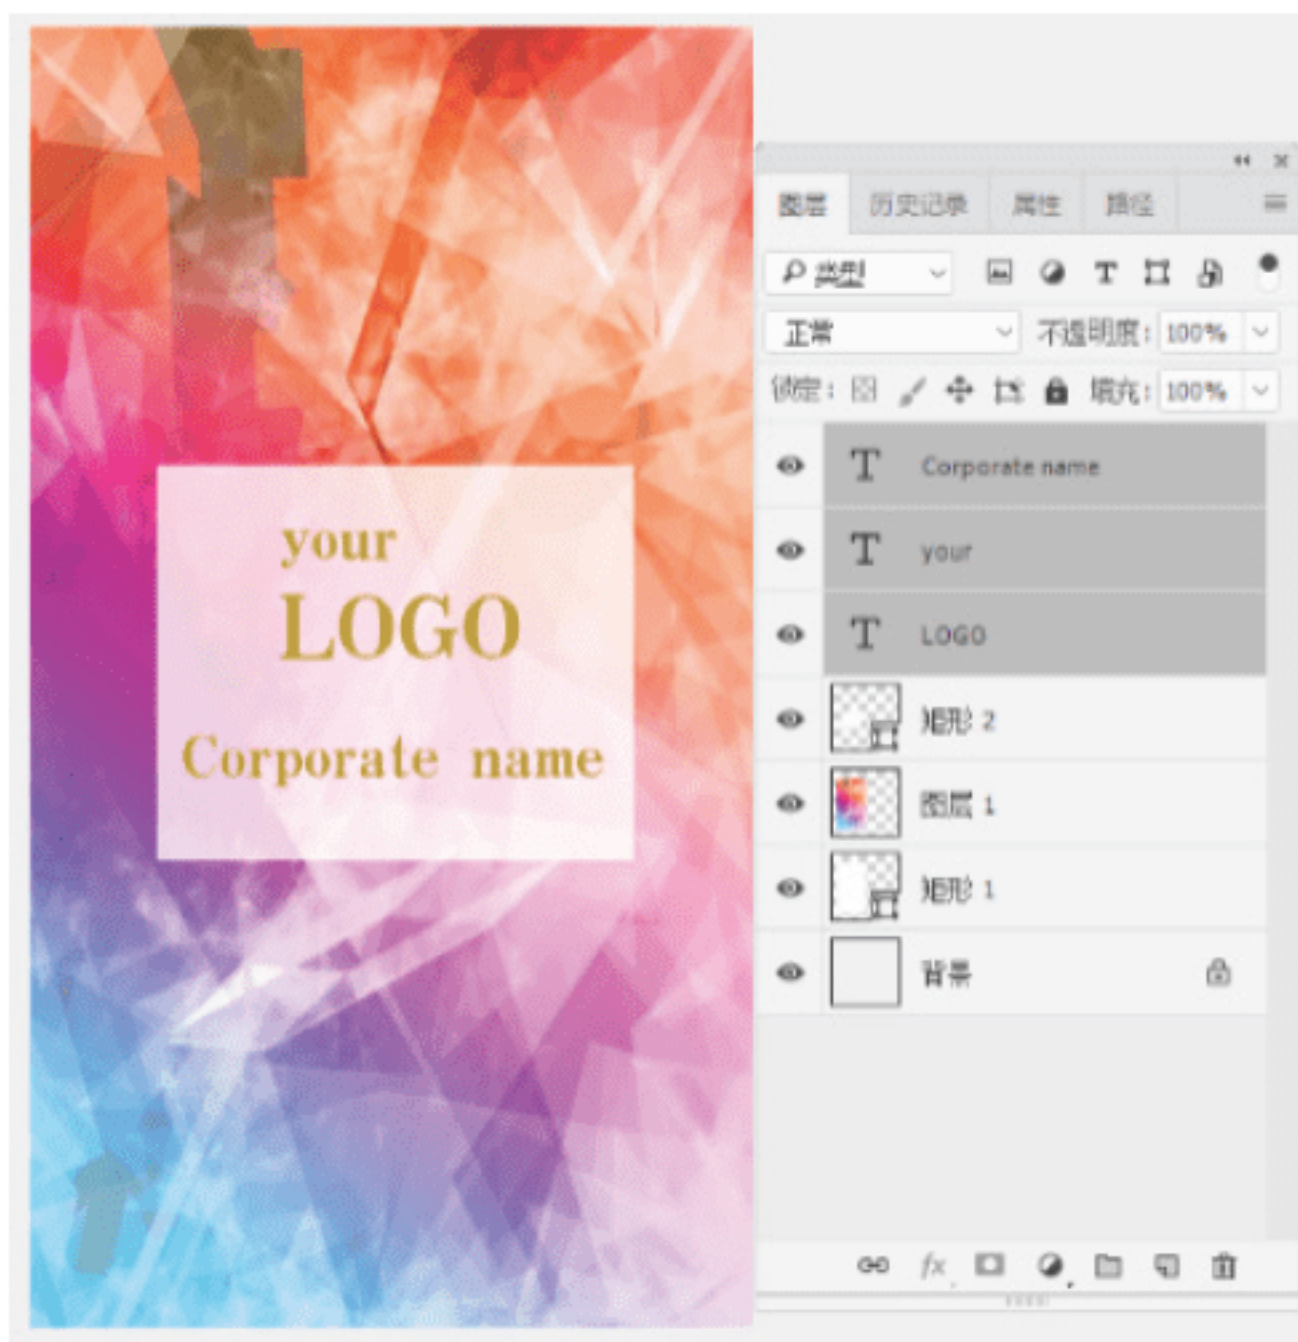 your
LOGO
Corporate name
图层 历史记录 属性 路径
类型
正常 不透明度: 100%
锁定: 填充: 100%
T Corporate name
T your
T LOGO
矩形 2
图层 1
矩形 1
背景
fx